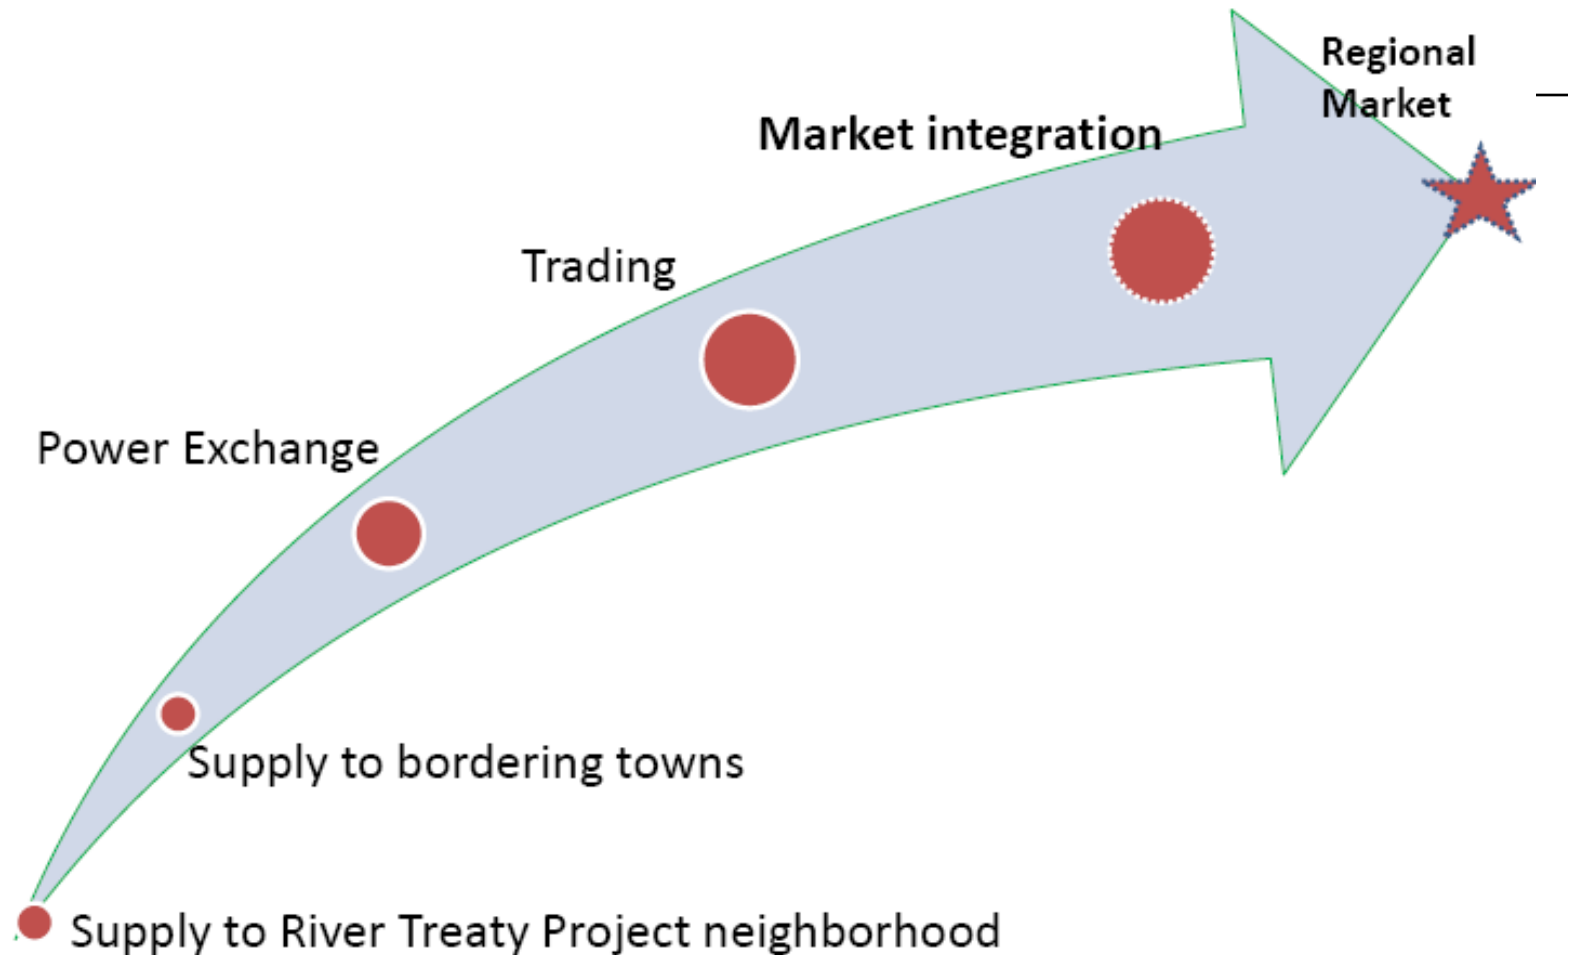 Regional
Market
Market integration
Trading
Power Exchange
Supply to bordering towns
Supply to River Treaty Project neighborhood